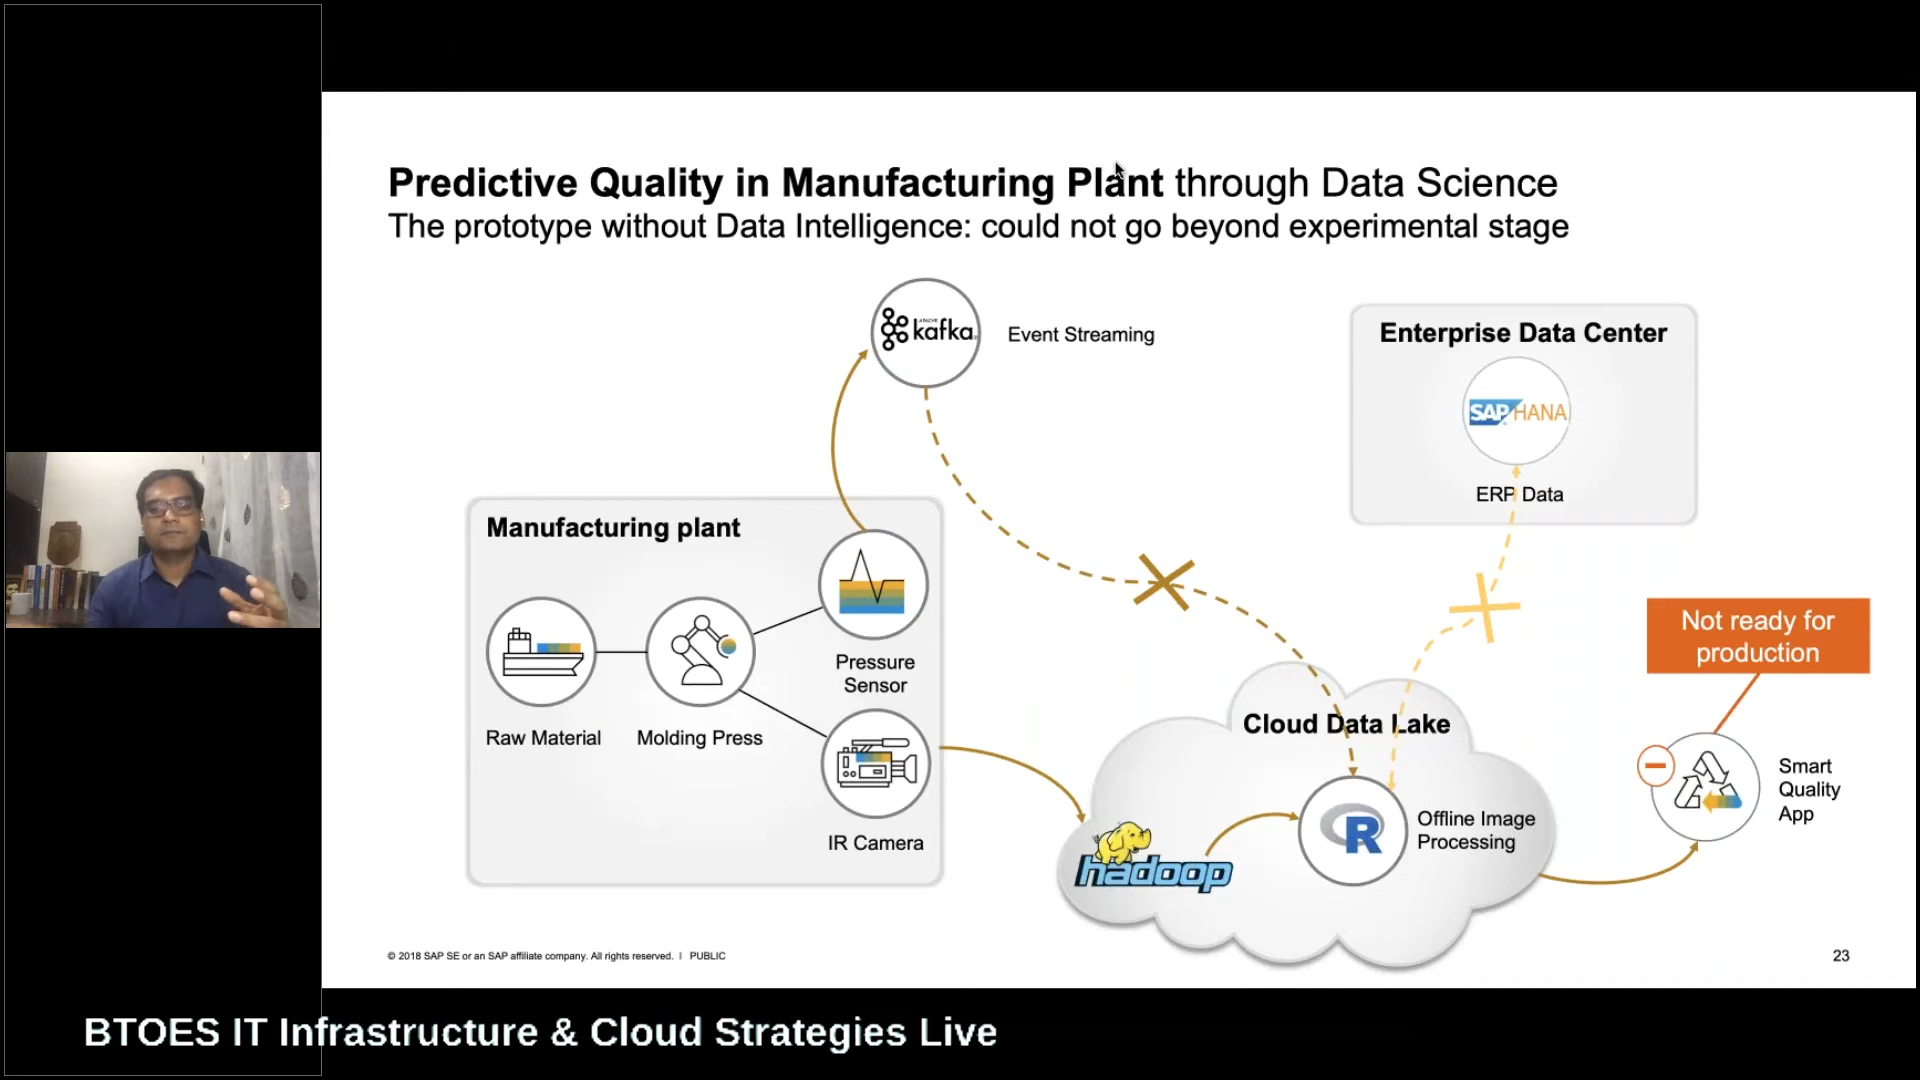 Predictive Quality in Manufacturing Plant through Data Science
The prototype without Data Intelligence: could not go beyond experimental stage
APACHE
kafka
Event Streaming
Enterprise Data Center
SAP HANA
ERP Data
Manufacturing plant
Raw Material
Molding Press
Pressure
Sensor
IR Camera
Cloud Data Lake
hadoop
R
Offline Image
Processing
Not ready for
production
Smart
Quality
App
© 2018 SAP SE or an SAP affiliate company. All rights reserved. I PUBLIC
23
BTOES IT Infrastructure & Cloud Strategies Live